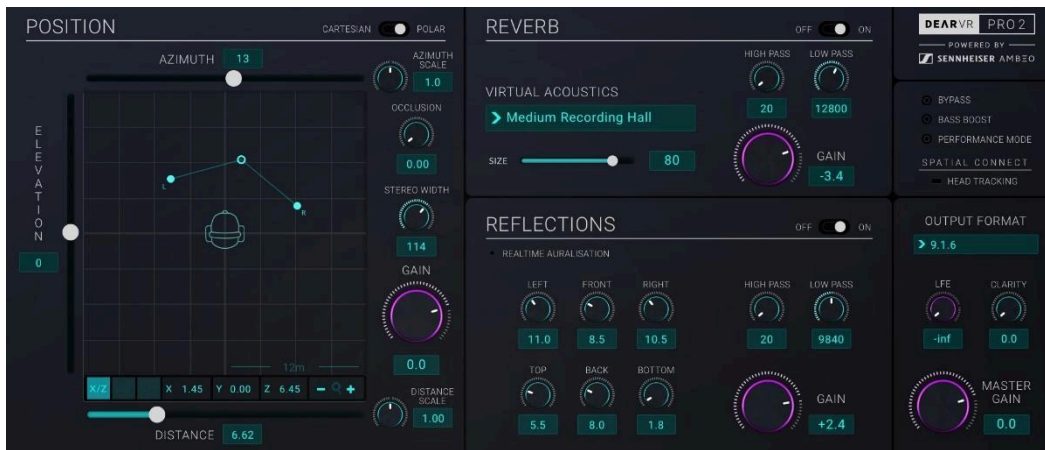 POSITION
CARTESIAN POLAR
AZIMUTH 13
AZIMUTH SCALE
1.0
ELEVATION
0
OCCLUSION
0.00
STEREO WIDTH
114
GAIN
0.0
L
R
12m
X/Z X 1.45 Y 0.00 Z 6.45 - +
DISTANCE SCALE
1.00
DISTANCE 6.62
REVERB
OFF ON
HIGH PASS LOW PASS
20 12800
VIRTUAL ACOUSTICS
Medium Recording Hall
SIZE 80
GAIN
-3.4
REFLECTIONS
OFF ON
REALTIME AURALISATION
LEFT FRONT RIGHT
11.0 8.5 10.5
TOP BACK BOTTOM
5.5 8.0 1.8
HIGH PASS LOW PASS
20 9840
GAIN
+2.4
DEARVR PRO 2
POWERED BY
SENNHEISER AMBEO
BYPASS
BASS BOOST
PERFORMANCE MODE
SPATIAL CONNECT
HEAD TRACKING
OUTPUT FORMAT
9.1.6
LFE CLARITY
-inf 0.0
MASTER GAIN
0.0